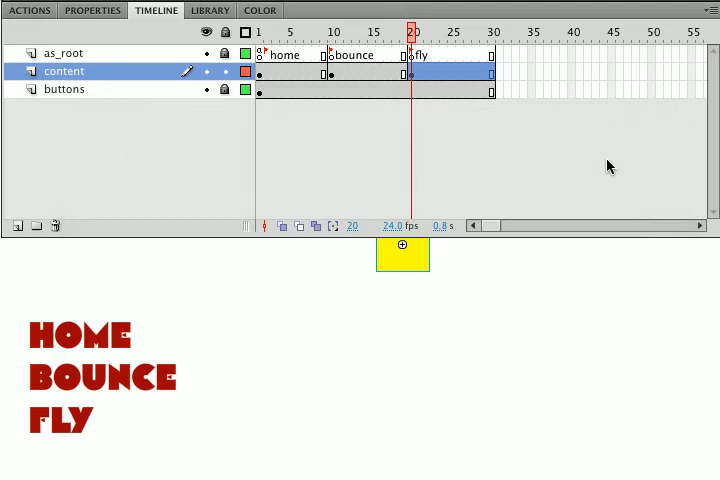 ACTIONS PROPERTIES TIMELINE LIBRARY COLOR
1 5 10 15 20 25 30 35 40 45 50 55
as_root a home bounce fly
content
buttons
20 24.0 fps 0.8 s
HOME
BOUNCE
FLY